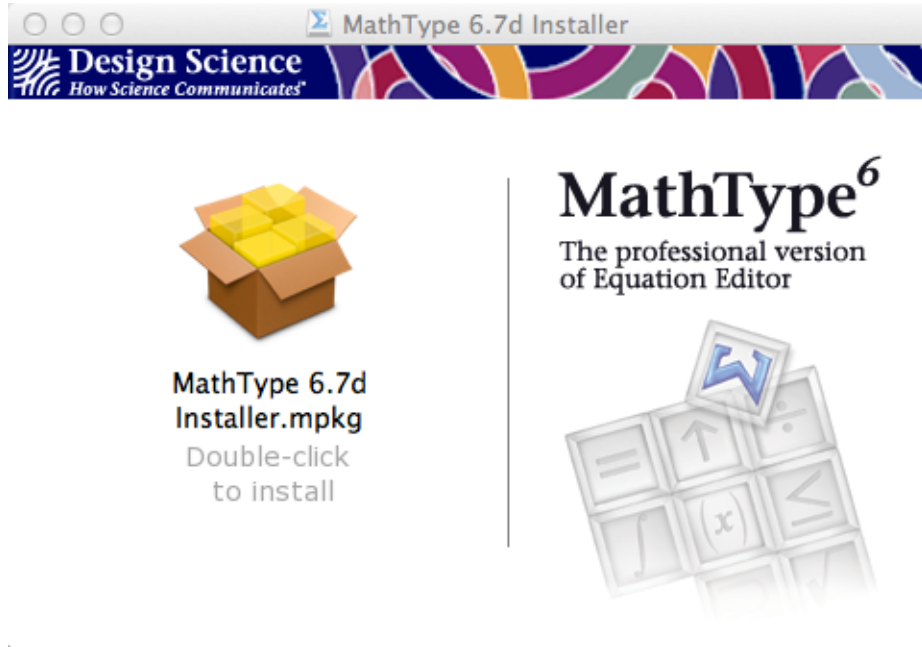 MathType 6.7d Installer
Design Science
How Science Communicates™
MathType 6.7d
Installer.mpkg
Double-click
to install
MathType6
The professional version
of Equation Editor
Σ
= ↑ ÷
∫ (x) ≤